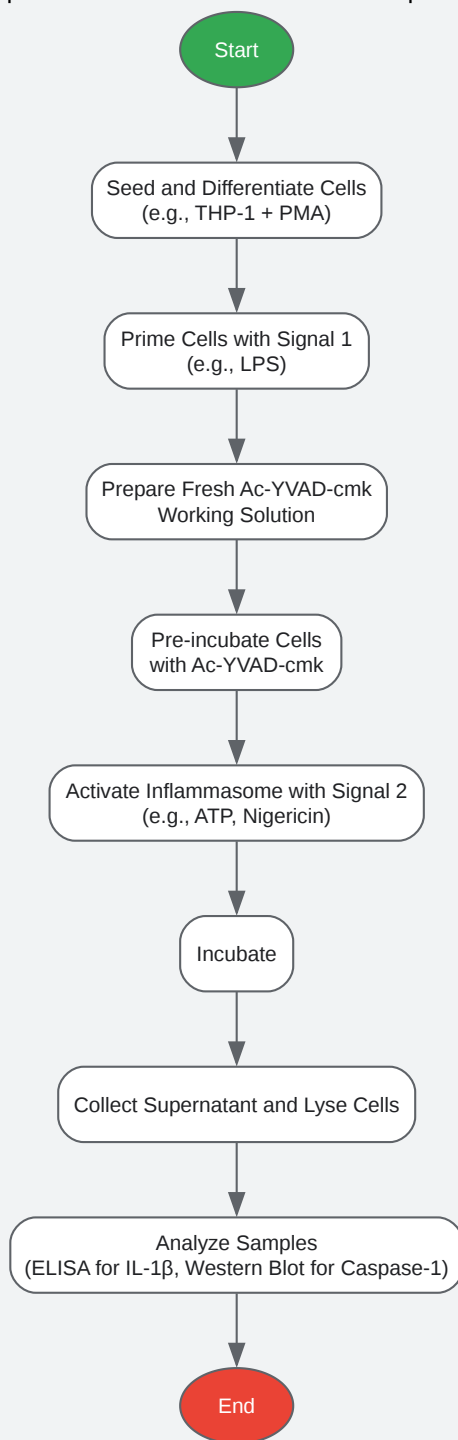 Start
Seed and Differentiate Cells
(e.g., THP-1 + PMA)
Prime Cells with Signal 1
(e.g., LPS)
Prepare Fresh Ac-YVAD-cmk
Working Solution
Pre-incubate Cells
with Ac-YVAD-cmk
Activate Inflammasome with Signal 2
(e.g., ATP, Nigericin)
Incubate
Collect Supernatant and Lyse Cells
Analyze Samples
(ELISA for IL-1β, Western Blot for Caspase-1)
End